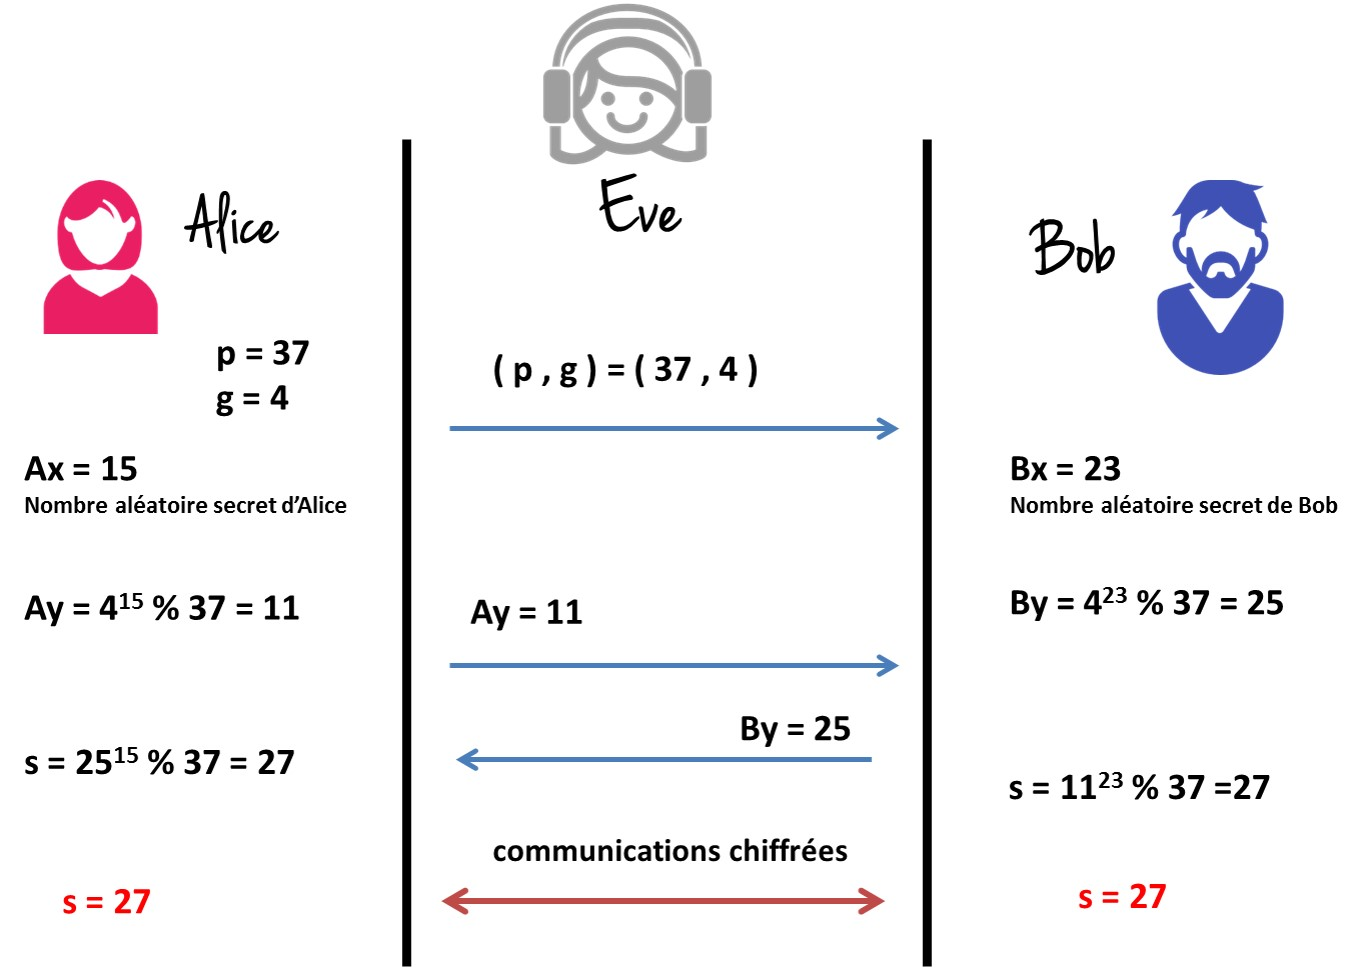 Eve
Alice
Bob
p = 37
g = 4
( p , g ) = ( 37 , 4 )
Ax = 15
Nombre aléatoire secret d’Alice
Bx = 23
Nombre aléatoire secret de Bob
Ay = 4¹⁵ % 37 = 11
Ay = 11
By = 4²³ % 37 = 25
By = 25
s = 25¹⁵ % 37 = 27
s = 11²³ % 37 =27
communications chiffrées
s = 27
s = 27